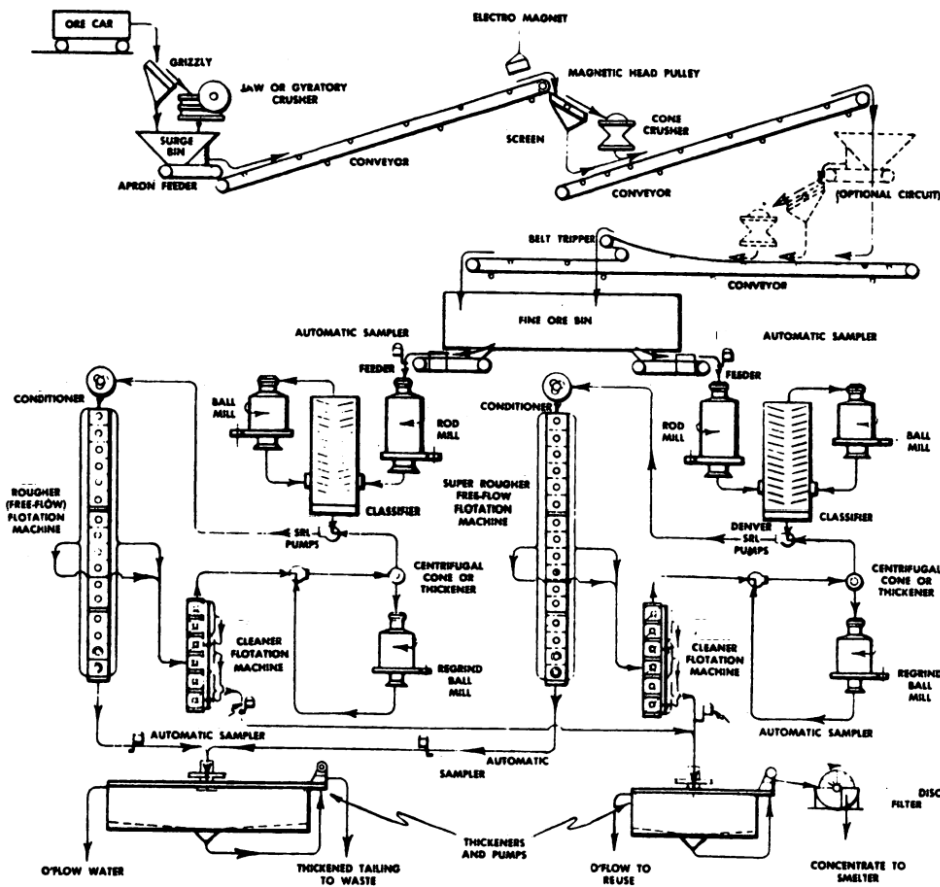 ORE CAR
GRIZZLY
JAW OR GYRATORY
CRUSHER
SURGE
BIN
APRON FEEDER
CONVEYOR
ELECTRO MAGNET
MAGNETIC HEAD PULLEY
SCREEN
CONE
CRUSHER
CONVEYOR
(OPTIONAL CIRCUIT)
BELT TRIPPER
CONVEYOR
FINE ORE BIN
AUTOMATIC SAMPLER
AUTOMATIC SAMPLER
FEEDER
FEEDER
CONDITIONER
BALL
MILL
ROD
MILL
CLASSIFIER
ROUGHER
(FREE-FLOW)
FLOTATION
MACHINE
SRL
PUMPS
CENTRIFUGAL
CONE OR
THICKENER
CLEANER
FLOTATION
MACHINE
REGRIND
BALL
MILL
AUTOMATIC SAMPLER
CONDITIONER
ROD
MILL
BALL
MILL
CLASSIFIER
SUPER ROUGHER
FREE-FLOW
FLOTATION
MACHINE
DENVER
SRL
PUMPS
CENTRIFUGAL
CONE OR
THICKENER
CLEANER
FLOTATION
MACHINE
REGRIND
BALL
MILL
AUTOMATIC SAMPLER
AUTOMATIC
SAMPLER
O'FLOW WATER
THICKENED TAILING
TO WASTE
THICKENERS
AND PUMPS
O'FLOW TO
REUSE
DISC
FILTER
CONCENTRATE TO
SMELTER